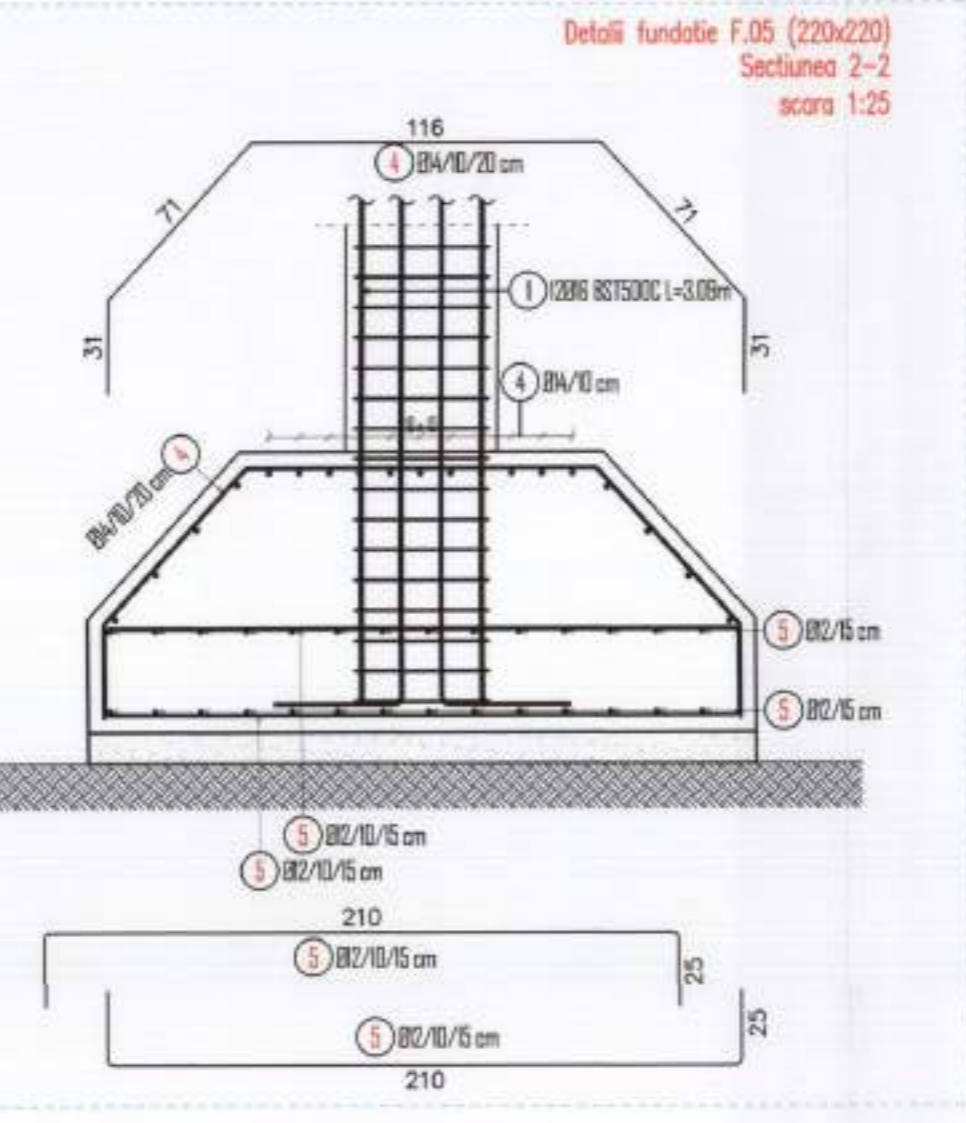 Detalii fundatie F.05 (220x220)
Sectiunea 2-2
scara 1:25
116
4 Ø14/10/20 cm
71
71
1 12Ø16 BST500C L=3.09m
31
31
4 Ø14/10 cm
4
Ø14/10/20 cm
5 Ø12/15 cm
5 Ø12/15 cm
5 Ø12/10/15 cm
5 Ø12/10/15 cm
210
5 Ø12/10/15 cm
25
5 Ø12/10/15 cm
25
210